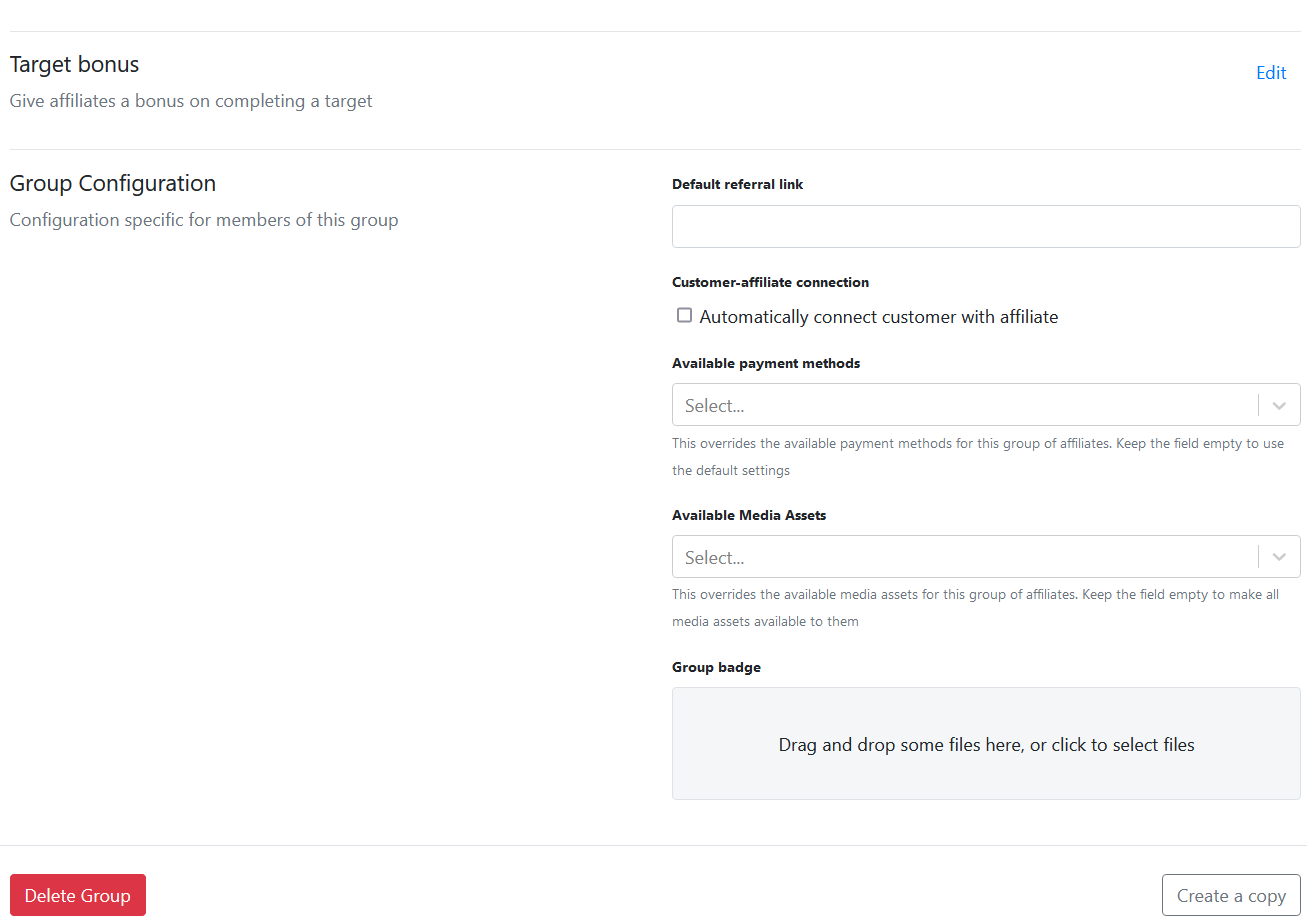 Target bonus
Edit
Give affiliates a bonus on completing a target
Group Configuration
Configuration specific for members of this group
Default referral link
Customer-affiliate connection
Automatically connect customer with affiliate
Available payment methods
Select...
This overrides the available payment methods for this group of affiliates. Keep the field empty to use
the default settings
Available Media Assets
Select...
This overrides the available media assets for this group of affiliates. Keep the field empty to make all
media assets available to them
Group badge
Drag and drop some files here, or click to select files
Delete Group
Create a copy